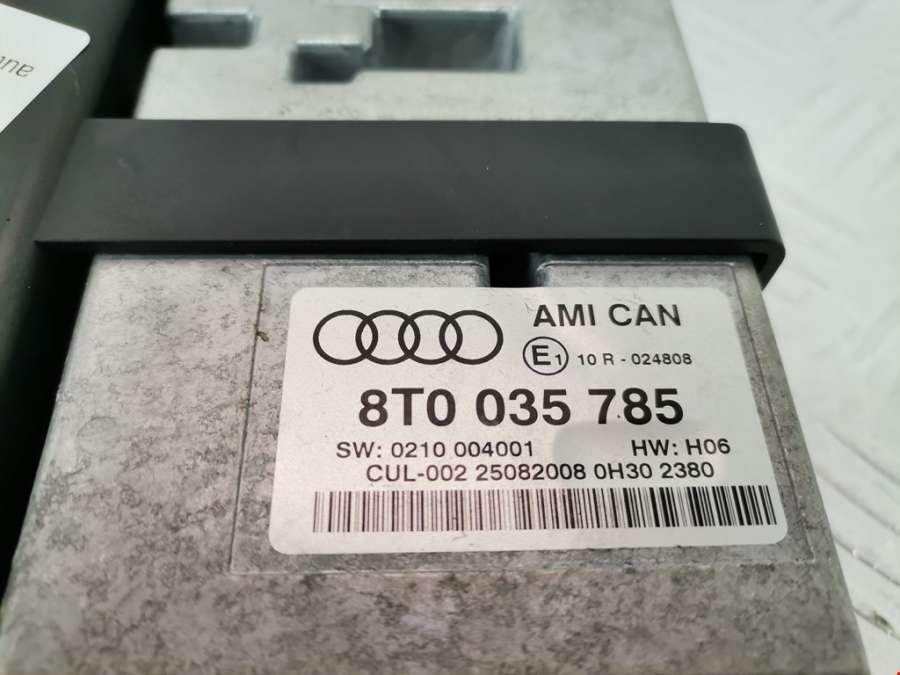 AMI CAN
E1 10 R - 024808
8T0 035 785
SW: 0210 004001 HW: H06
CUL-002 25082008 0H30 2380